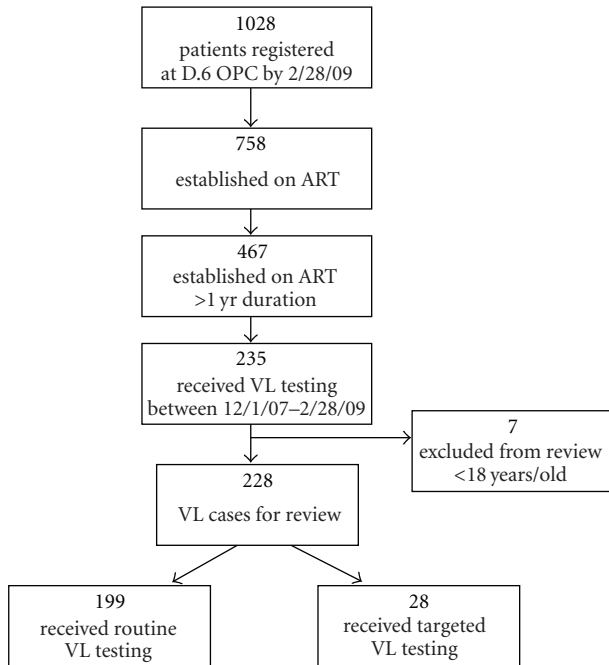 1028
patients registered
at D.6 OPC by 2/28/09
758
established on ART
467
established on ART
>1 yr duration
235
received VL testing
between 12/1/07–2/28/09
7
excluded from review
<18 years/old
228
VL cases for review
199
received routine
VL testing
28
received targeted
VL testing